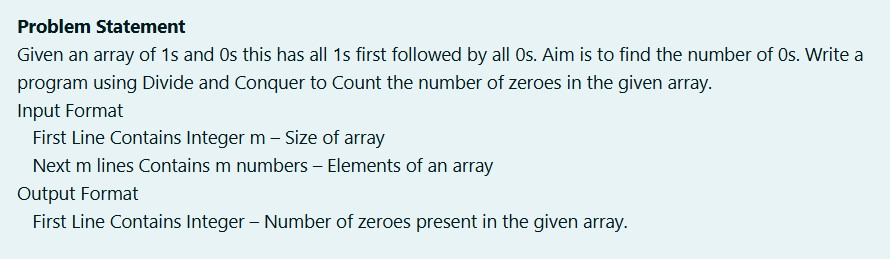 Problem Statement
Given an array of 1s and 0s this has all 1s first followed by all 0s. Aim is to find the number of 0s. Write a
program using Divide and Conquer to Count the number of zeroes in the given array.
Input Format
First Line Contains Integer m – Size of array
Next m lines Contains m numbers – Elements of an array
Output Format
First Line Contains Integer – Number of zeroes present in the given array.